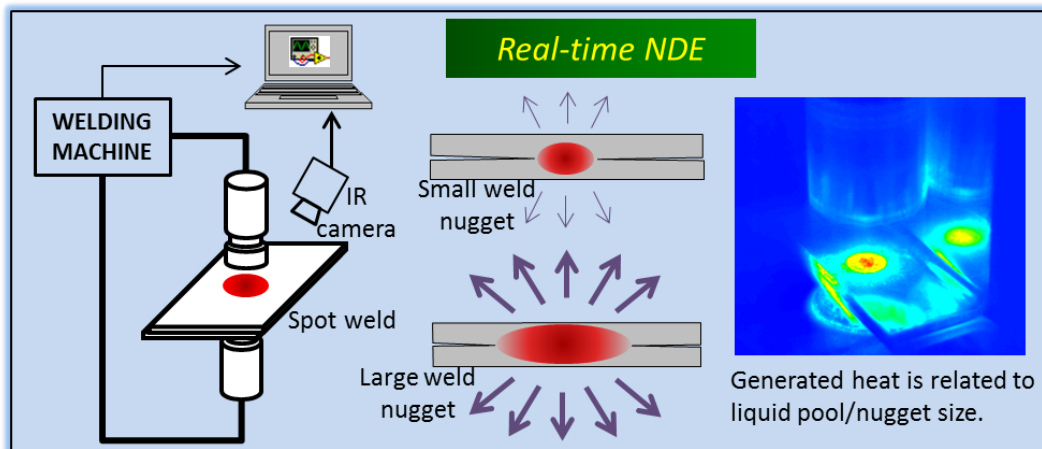 Real-time NDE
WELDING
MACHINE
IR
camera
Spot weld
Small weld
nugget
Large weld
nugget
Generated heat is related to
liquid pool/nugget size.